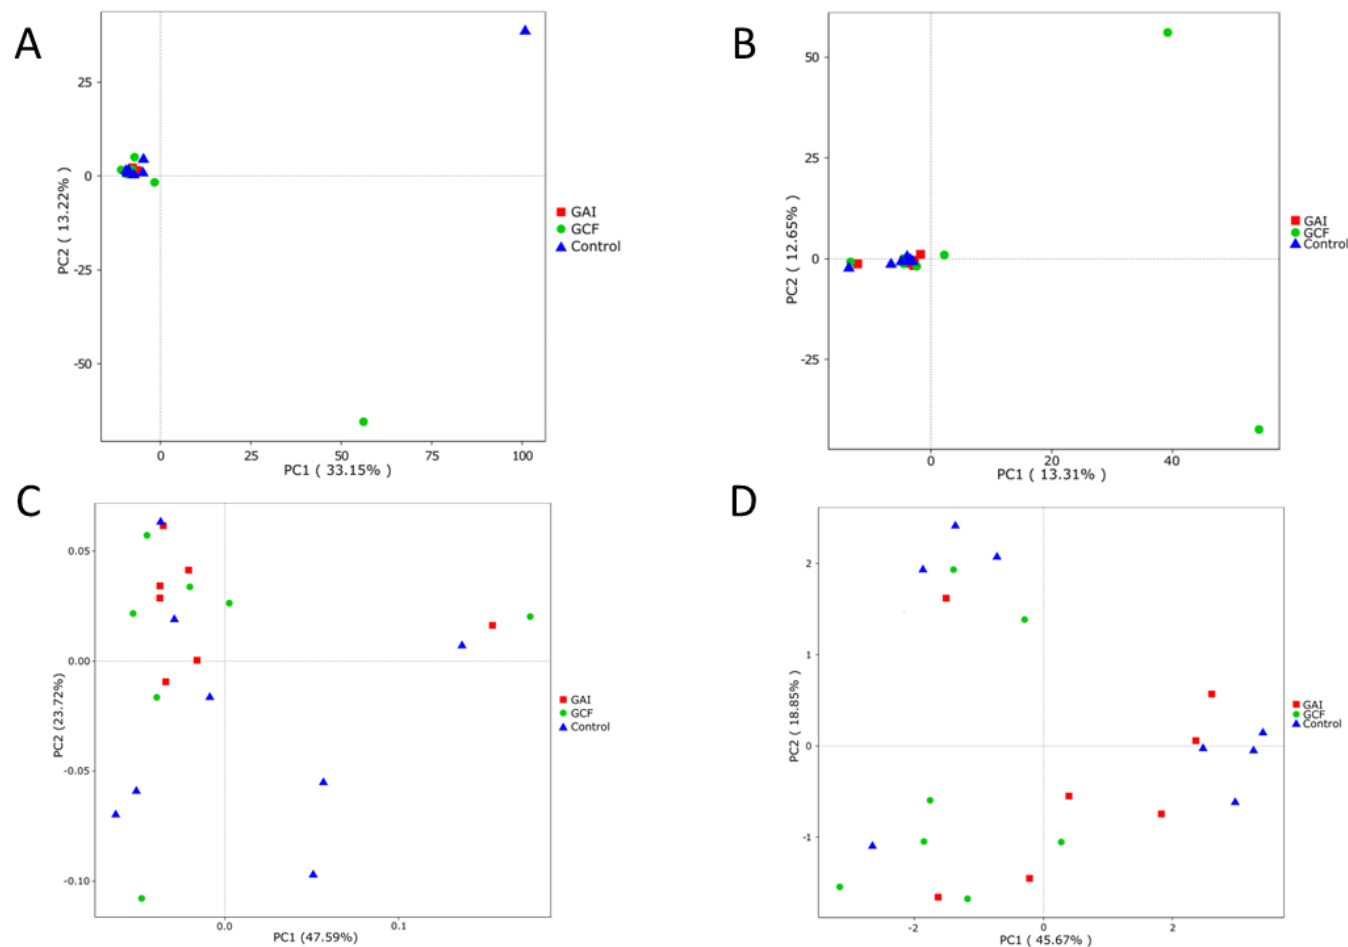 A
25
0
-25
-50
PC2 ( 13.22% )
0
25
50
75
100
PC1 ( 33.15% )
GAI
GCF
Control
B
50
25
0
-25
PC2 ( 12.65% )
0
20
40
PC1 ( 13.31% )
GAI
GCF
Control
C
0.05
0.00
-0.05
-0.10
PC2 (23.72%)
0.0
0.1
PC1 (47.59%)
GAI
GCF
Control
D
2
1
0
-1
PC2 ( 18.85% )
-2
0
2
PC1 ( 45.67% )
GAI
GCF
Control